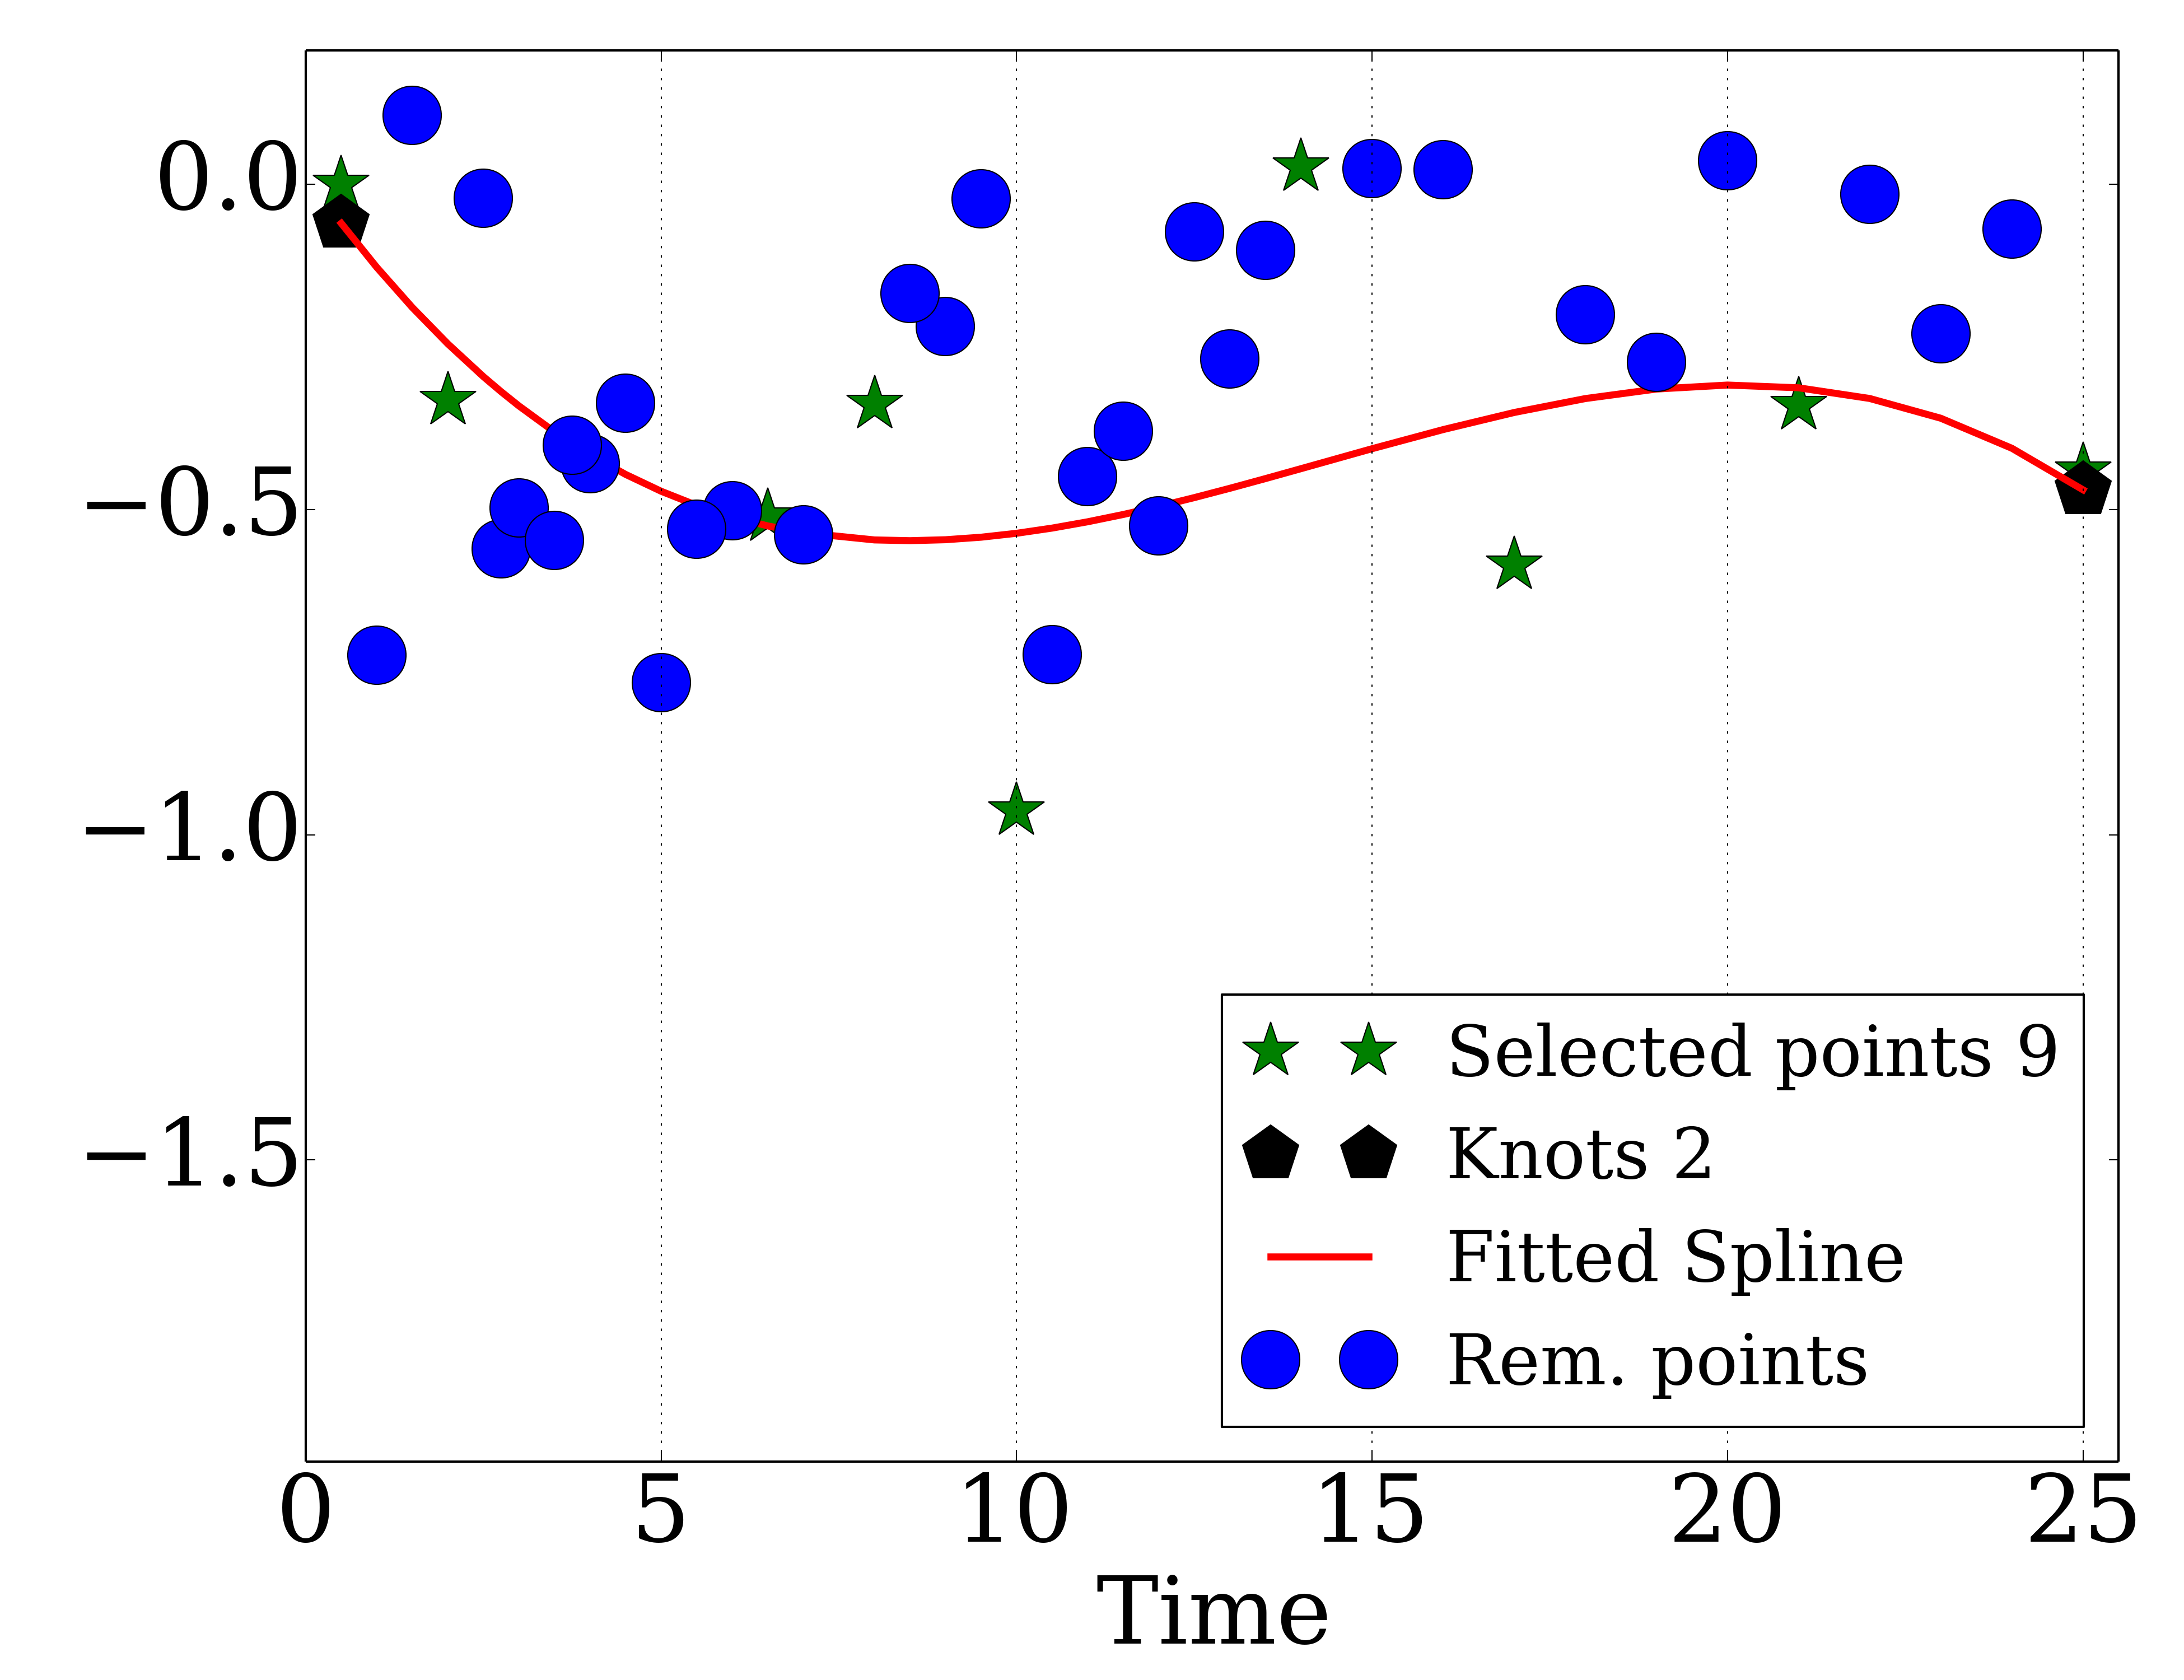 0.0
−0.5
−1.0
−1.5
Selected points 9
Knots 2
Fitted Spline
Rem. points
0 5 10 15 20 25
Time